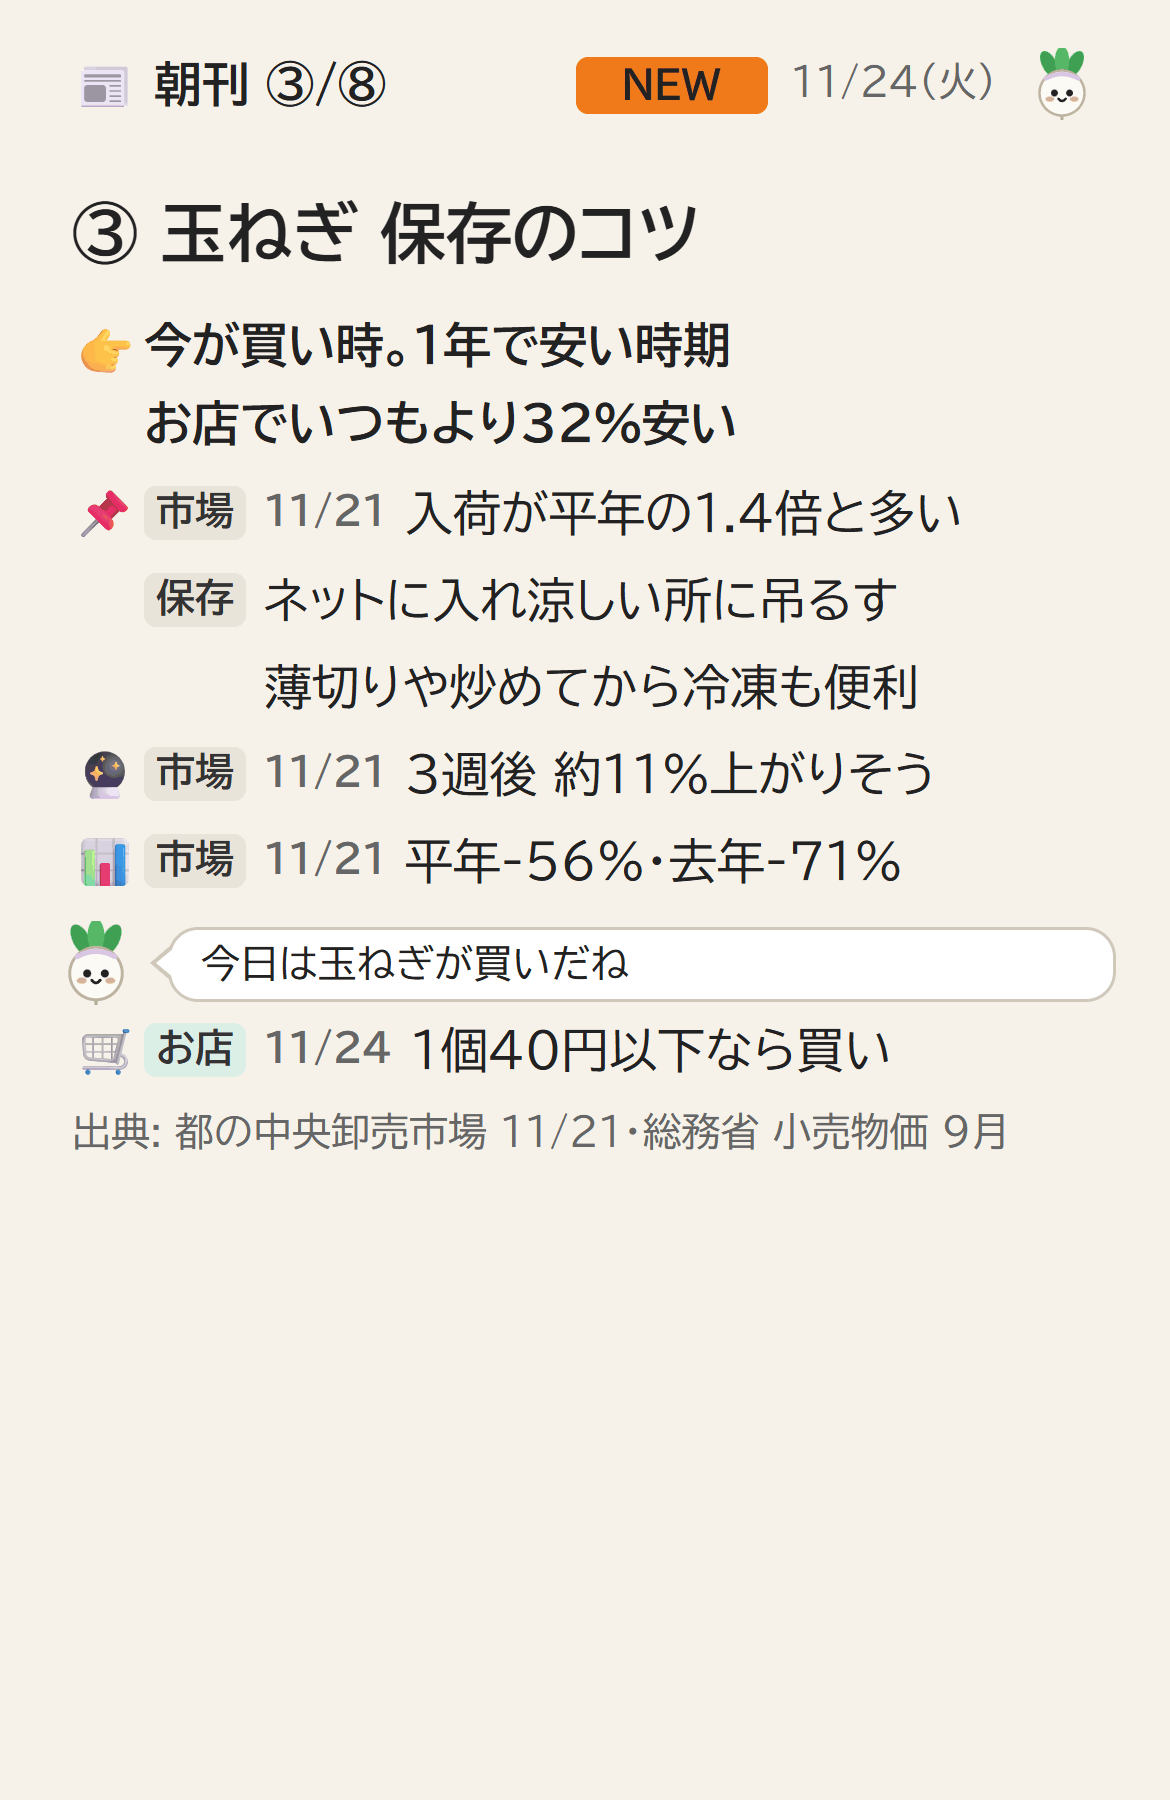 朝刊 ③/⑧ NEW 11/24(火)
③ 玉ねぎ 保存のコツ
今が買い時。1年で安い時期
お店でいつもより32%安い
市場 11/21 入荷が平年の1.4倍と多い
保存 ネットに入れ涼しい所に吊るす
薄切りや炒めてから冷凍も便利
市場 11/21 3週後 約11%上がりそう
市場 11/21 平年-56%・去年-71%
今日は玉ねぎが買いだね
お店 11/24 1個40円以下なら買い
出典: 都の中央卸売市場 11/21・総務省 小売物価 9月